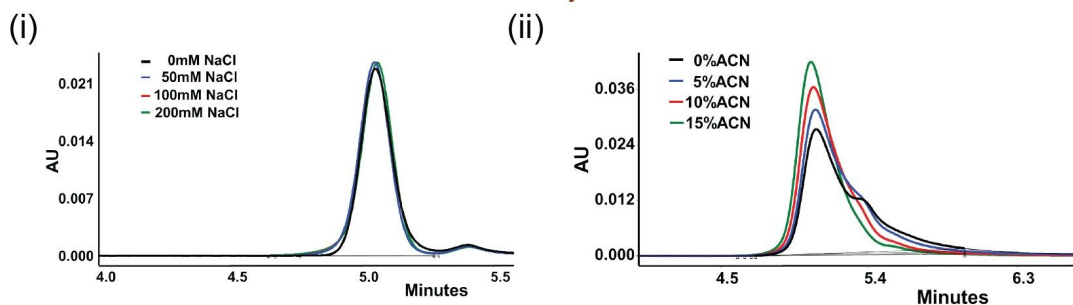 (i)
0mM NaCl
50mM NaCl
100mM NaCl
200mM NaCl
0.021
0.014
0.007
0.000
AU
4.0 4.5 5.0 5.5
Minutes
(ii)
0%ACN
5%ACN
10%ACN
15%ACN
0.036
0.024
0.012
0.000
AU
4.5 5.4 6.3
Minutes